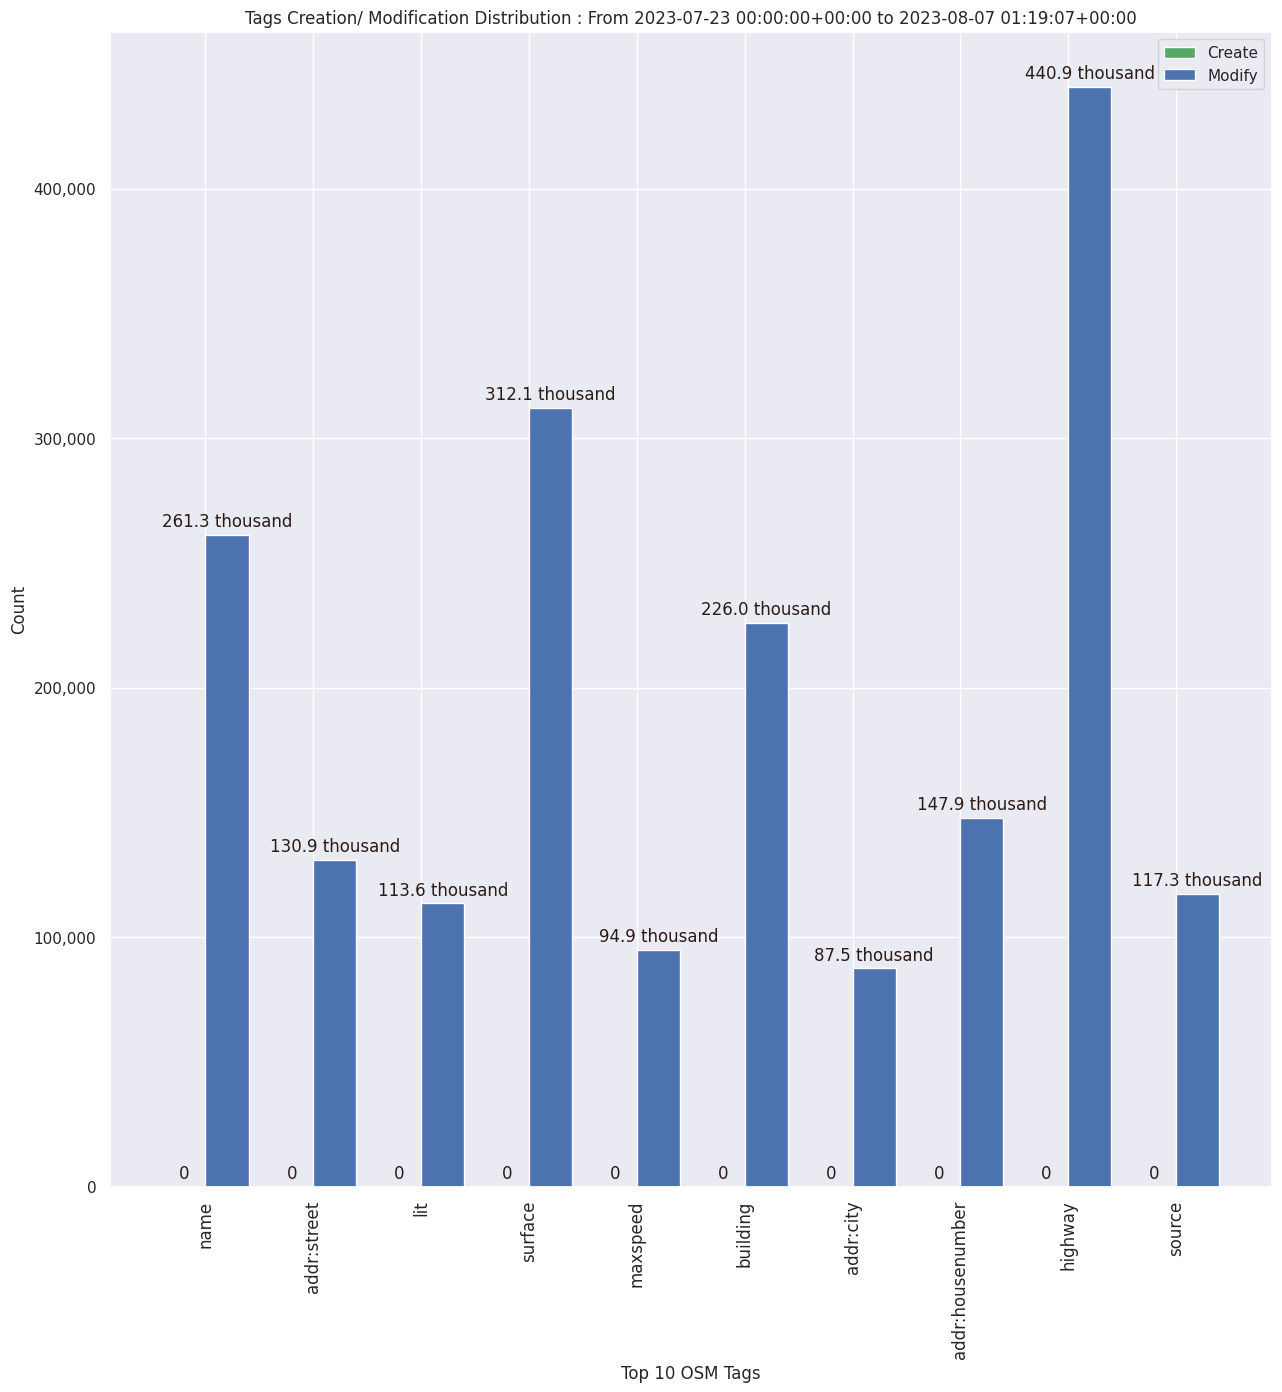 Tags Creation/ Modification Distribution : From 2023-07-23 00:00:00+00:00 to 2023-08-07 01:19:07+00:00
Create
Modify
440.9 thousand
400,000
312.1 thousand
300,000
261.3 thousand
226.0 thousand
200,000
147.9 thousand
130.9 thousand
117.3 thousand
113.6 thousand
100,000
94.9 thousand
87.5 thousand
Count
0 0 0 0 0 0 0 0 0 0
0
name
addr:street
lit
surface
maxspeed
building
addr:city
addr:housenumber
highway
source
Top 10 OSM Tags